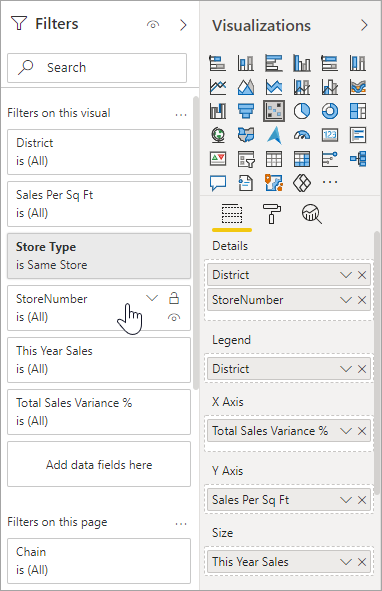 Filters
Search
Filters on this visual
...
District
is (All)
Sales Per Sq Ft
is (All)
Store Type
is Same Store
StoreNumber
is (All)
This Year Sales
is (All)
Total Sales Variance %
is (All)
Add data fields here
Filters on this page
...
Chain
is (All)
Visualizations
123
...
Details
District
StoreNumber
Legend
District
X Axis
Total Sales Variance %
Y Axis
Sales Per Sq Ft
Size
This Year Sales